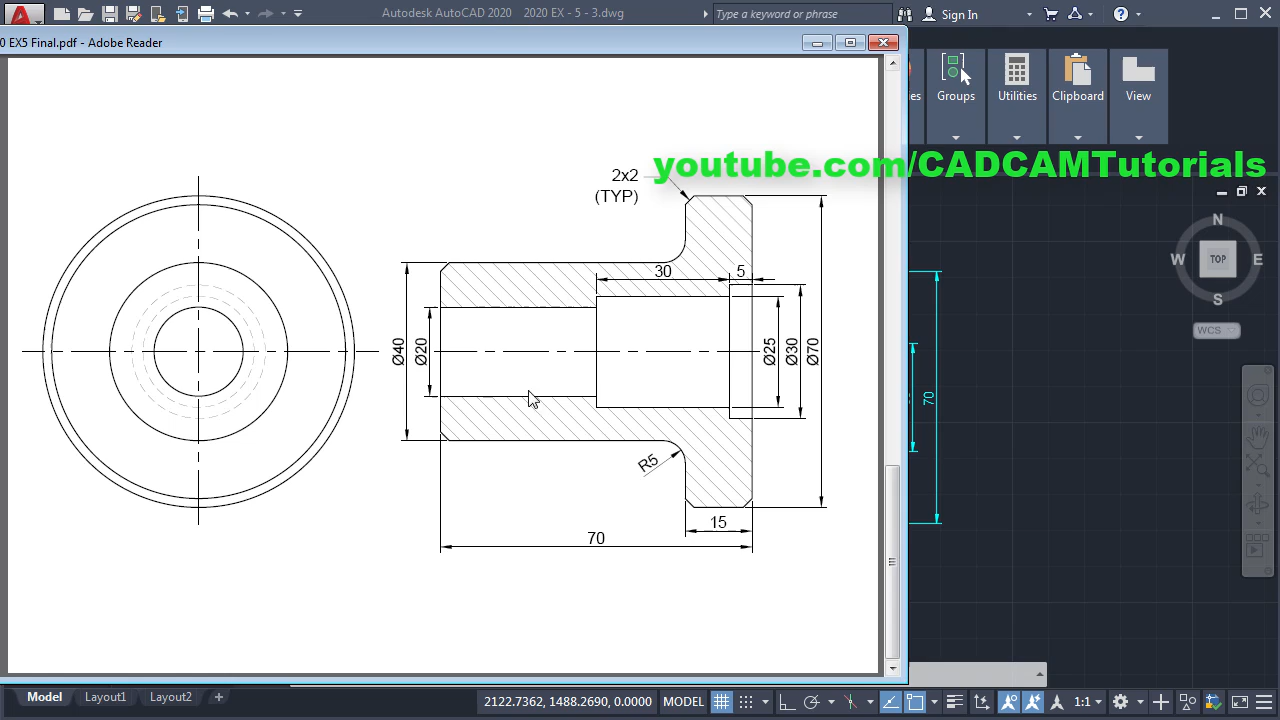 Autodesk AutoCAD 2020 2020 EX - 5 - 3.dwg
Type a keyword or phrase
Sign In
0 EX5 Final.pdf - Adobe Reader
Groups
Utilities
Clipboard
View
youtube.com/CADCAMTutorials
2x2
(TYP)
30
5
Ø40
Ø20
Ø25
Ø30
Ø70
R5
15
70
N
W
TOP
E
S
WCS
70
Model
Layout1
Layout2
+
2122.7362, 1488.2690, 0.0000
MODEL
1:1